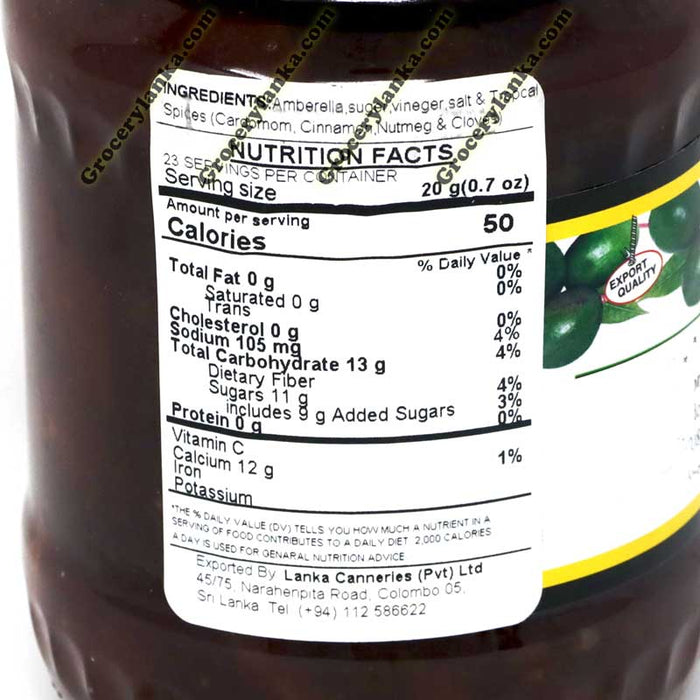 INGREDIENTS:Amberella,sugar,vineger,salt & Tropcal
Spices (Cardomom, Cinnamon,Nutmeg & Cloves)
NUTRITION FACTS
23 SERVINGS PER CONTAINER
Serving size 20 g(0.7 oz)
Amount per serving
Calories 50
% Daily Value *
Total Fat 0 g 0%
Saturated 0 g 0%
Trans
Cholesterol 0 g 0%
Sodium 105 mg 4%
Total Carbohydrate 13 g 4%
Dietary Fiber
Sugars 11 g 4%
includes 9 g Added Sugars 3%
Protein 0 g 0%
Vitamin C
Calcium 12 g 1%
Iron
Potassium
*THE % DAILY VALUE (DV) TELLS YOU HOW MUCH A NUTRIENT IN A
SERVING OF FOOD CONTRIBUTES TO A DAILY DIET 2,000 CALORIES
A DAY IS USED FOR GENARAL NUTRITION ADVICE
Exported By Lanka Canneries (Pvt) Ltd
45/75, Narahenpita Road, Colombo 05,
Sri Lanka Tel (+94) 112 586622
EXPORT
QUALITY
Grocerylanka.com
Grocerylanka.com
Grocerylanka.com
Grocerylanka.com